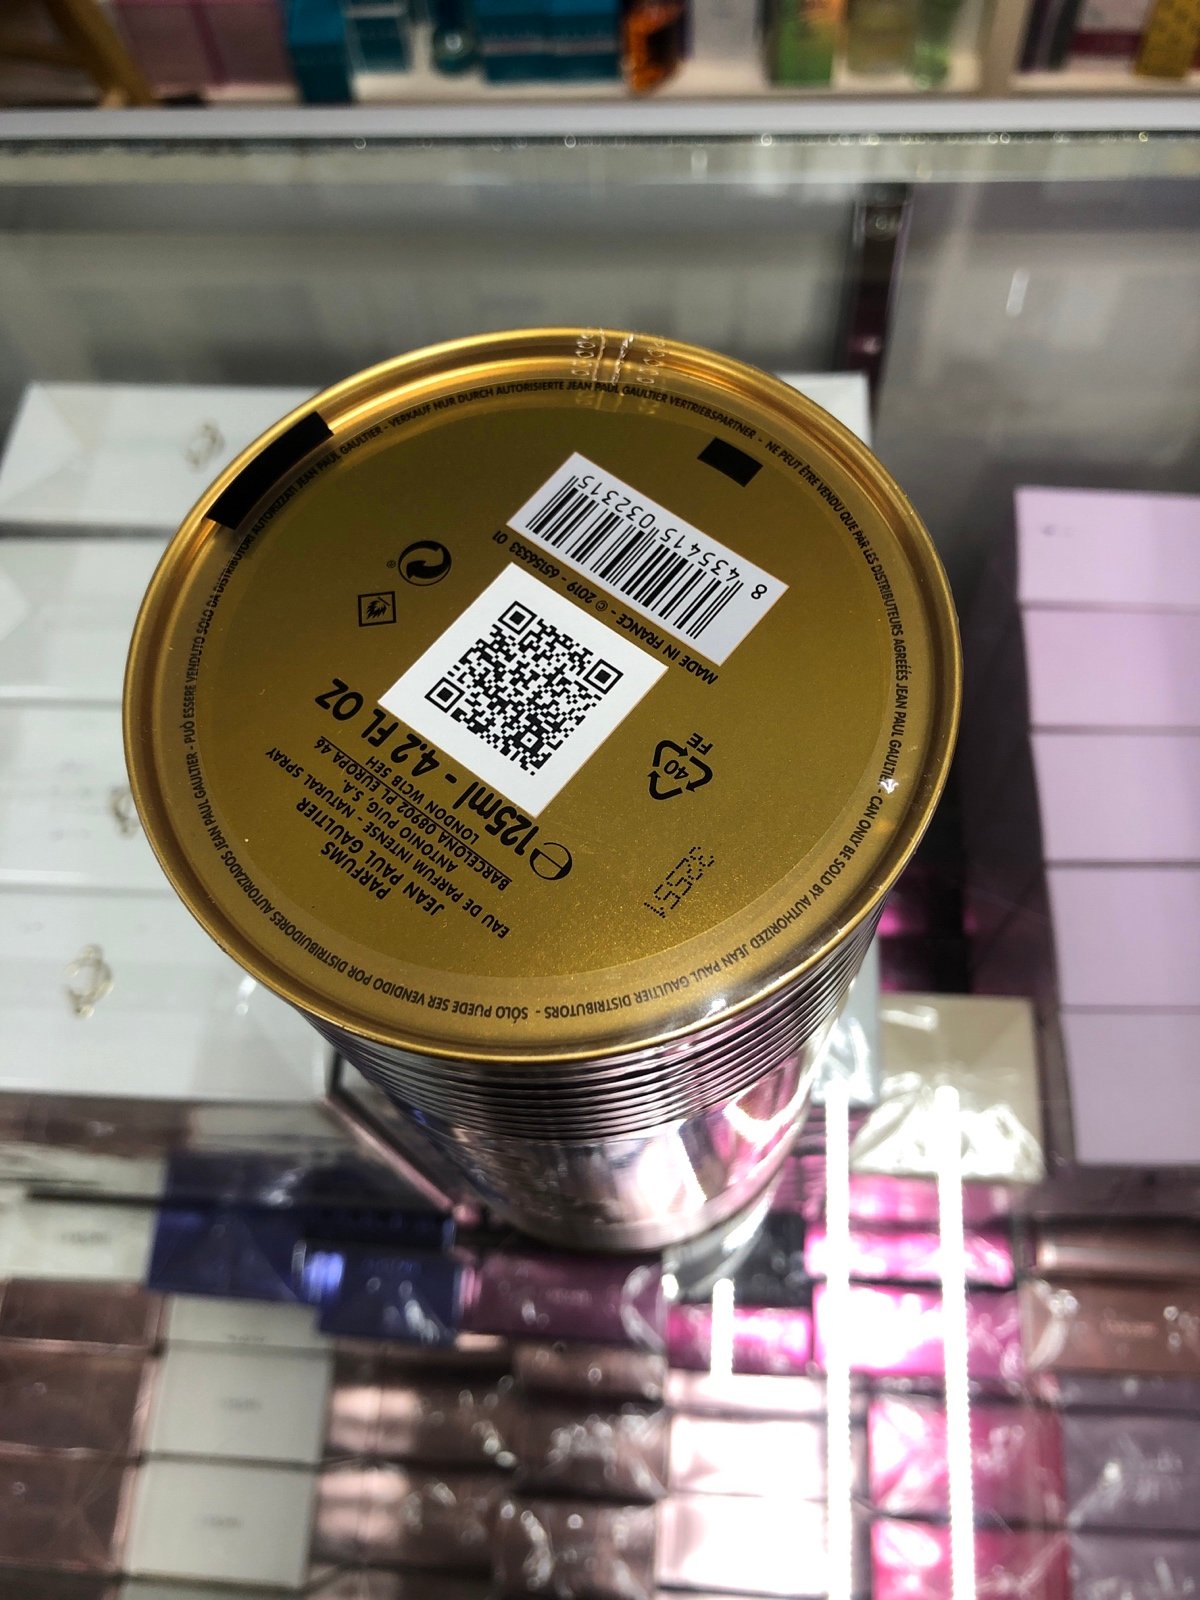 8 435415 032315
MADE IN FRANCE - © 2019 - 65156533 01
FE
40
e 125ml - 4.2 FL OZ
LONDON WC1B 5EH
BARCELONA 08902 PL EUROPA 46
ANTONIO PUIG, S.A.
EAU DE PARFUM INTENSE - NATURAL SPRAY
JEAN PAUL GAULTIER
PARFUMS
CAN ONLY BE SOLD BY AUTHORIZED JEAN PAUL GAULTIER DISTRIBUTORS - SÓLO PUEDE SER VENDIDO POR DISTRIBUIDORES AUTORIZADOS JEAN PAUL GAULTIER - PUÒ ESSERE VENDUTO SOLO DA DISTRIBUTORI AUTORIZZATI JEAN PAUL GAULTIER - VERKAUF NUR DURCH AUTORISIERTE JEAN PAUL GAULTIER VERTRIEBSPARTNER - NE PEUT ÊTRE VENDU QUE PAR LES DISTRIBUTEURS AGRÉÉS JEAN PAUL GAULTIER -